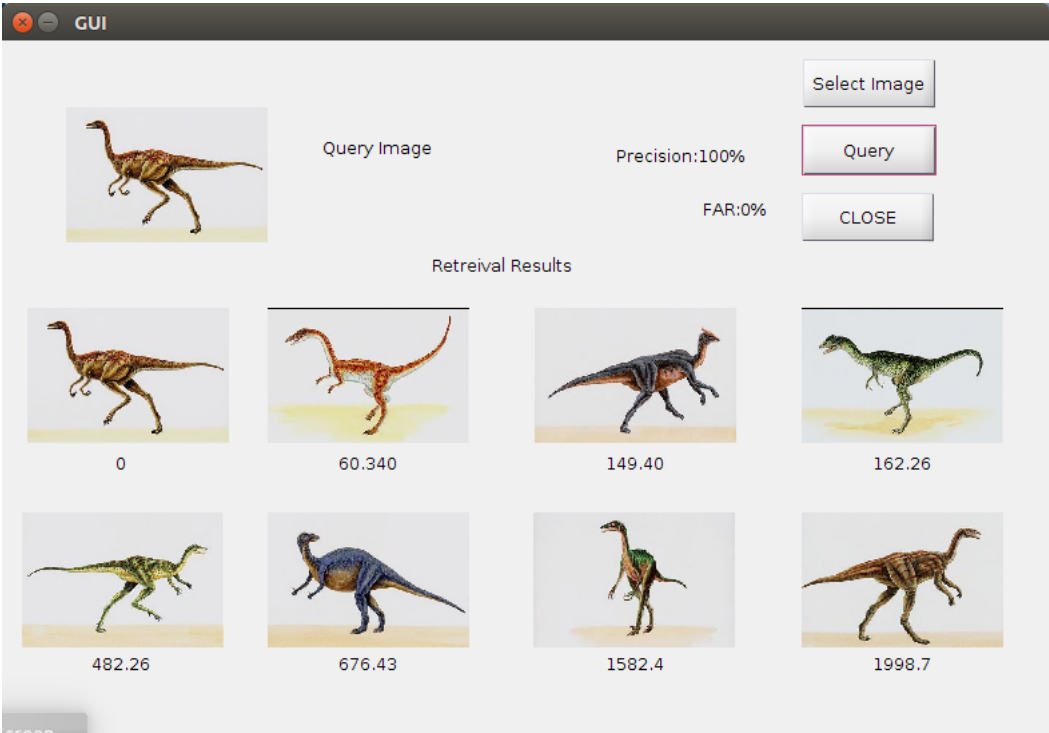 GUI
Select Image
Query Image
Precision:100%
Query
FAR:0%
CLOSE
Retreival Results
0
60.340
149.40
162.26
482.26
676.43
1582.4
1998.7